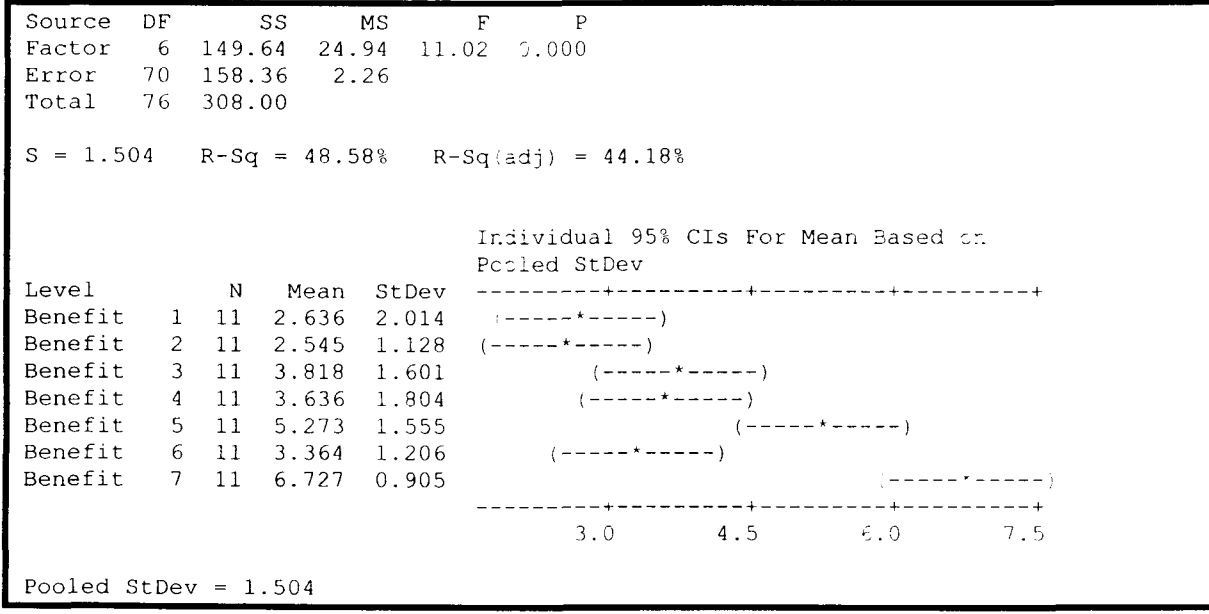 Source  DF      SS     MS      F      P
Factor   6  149.64  24.94  11.02  0.000
Error   70  158.36   2.26
Total   76  308.00
S = 1.504   R-Sq = 48.58%   R-Sq(adj) = 44.18%
Individual 95% CIs For Mean Based on
Pooled StDev
Level         N   Mean  StDev  ---------+---------+---------+---------+
Benefit   1  11  2.636  2.014   (-----*-----)
Benefit   2  11  2.545  1.128  (-----*-----)
Benefit   3  11  3.818  1.601          (-----*-----)
Benefit   4  11  3.636  1.804         (-----*-----)
Benefit   5  11  5.273  1.555                    (-----*-----)
Benefit   6  11  3.364  1.206       (-----*-----)
Benefit   7  11  6.727  0.905                              (-----*-----)
---------+---------+---------+---------+
3.0       4.5       6.0       7.5
Pooled StDev = 1.504